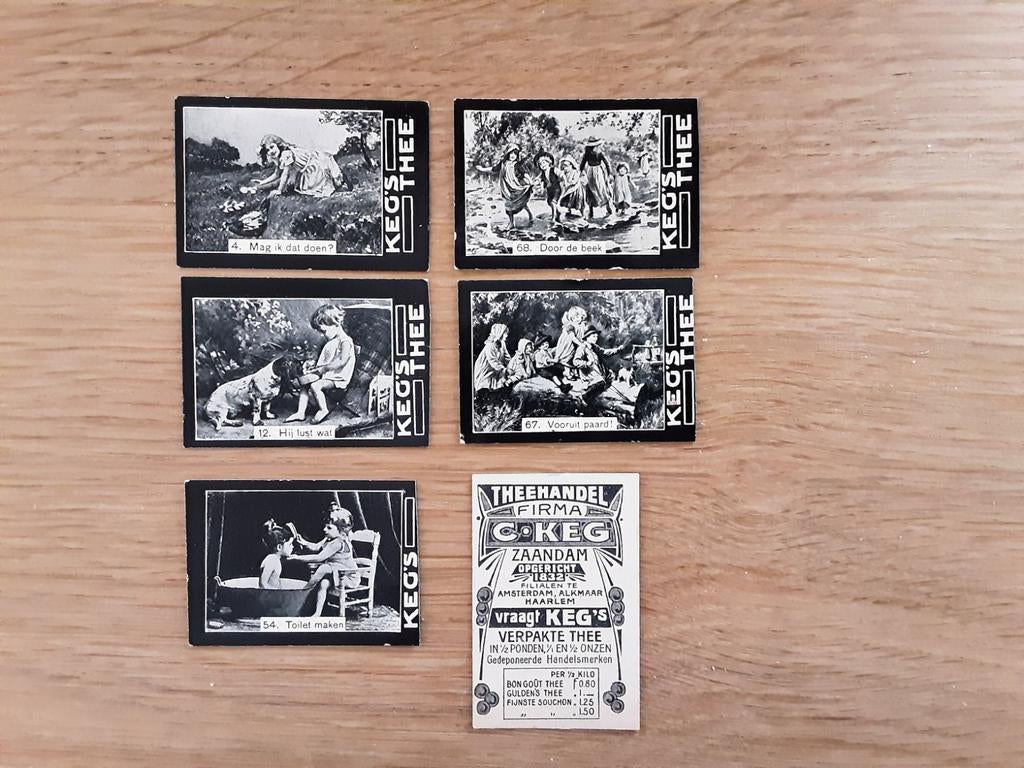 4. Mag ik dat doen?
KEG'S
THEE
68. Door de beek
KEG'S
THEE
12. Hij lust wat
KEG'S
THEE
67. Vooruit paard!
KEG'S
THEE
54. Toilet maken
KEG'S
THEEHANDEL
FIRMA
C•KEG
ZAANDAM
OPGERICHT
1832
FILIALEN TE
AMSTERDAM, ALKMAAR
HAARLEM
vraagt KEG'S
VERPAKTE THEE
IN ½ PONDEN, ¹/₁ EN ½ ONZEN
Gedeponeerde Handelsmerken
PER ½ KILO
BON GOÛT THEE ƒ 0.80
GULDEN'S THEE „ 1.—
FIJNSTE SOUCHON „ 1.25
„ „ „ 1.50